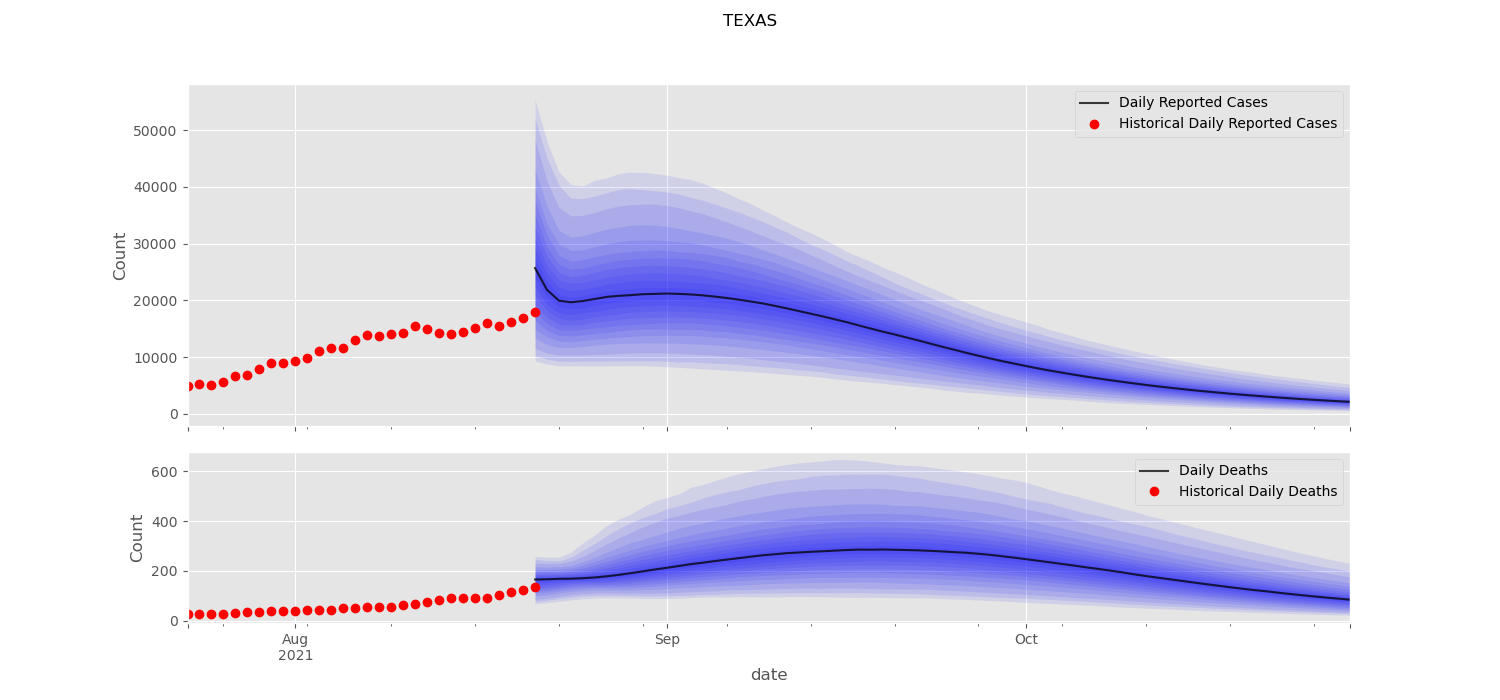 TEXAS
Daily Reported Cases
Historical Daily Reported Cases
50000
40000
30000
20000
10000
0
Count
Daily Deaths
Historical Daily Deaths
600
400
200
0
Count
Aug
2021
Sep
Oct
date